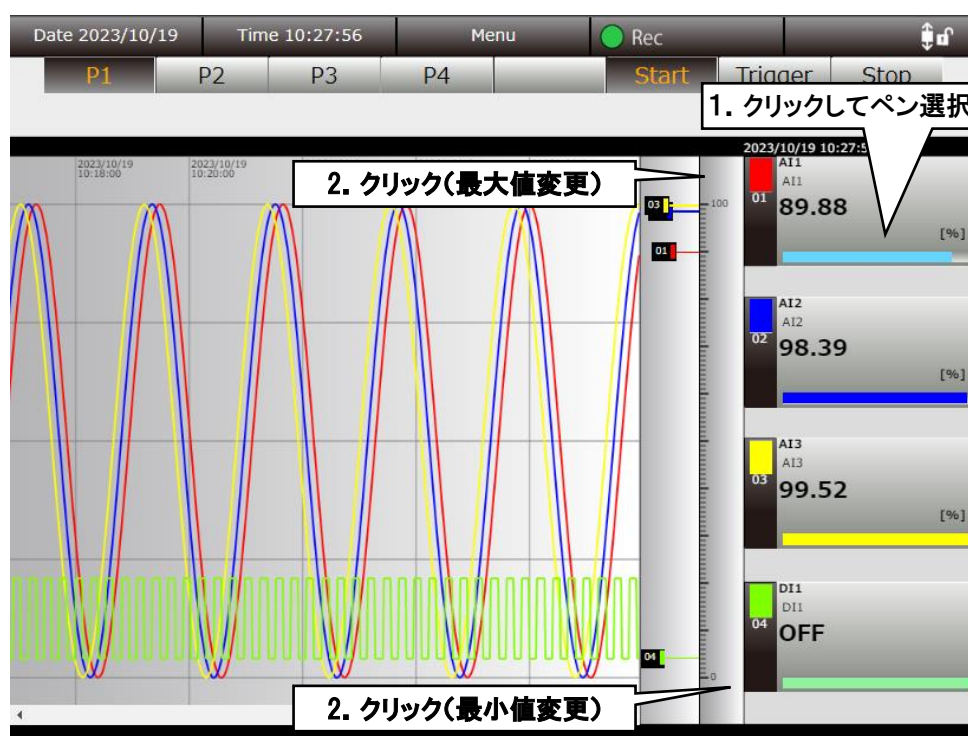 Date 2023/10/19 Time 10:27:56 Menu Rec
P1 P2 P3 P4 Start Trigger Stop
1. クリックしてペン選択
2023/10/19 10:27:5
2023/10/19
10:18:00
2023/10/19
10:20:00
2. クリック(最大値変更)
03
01
100
01
AI1
AI1
89.88
[%]
02
AI2
AI2
98.39
[%]
03
AI3
AI3
99.52
[%]
04
DI1
DI1
OFF
04
0
2. クリック(最小値変更)